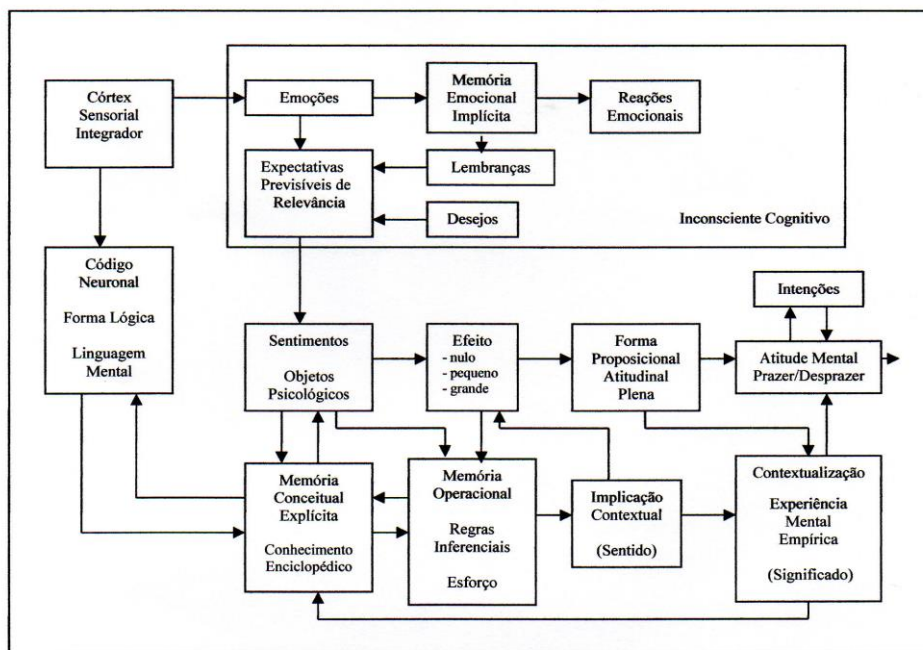 Córtex
Sensorial
Integrador
Emoções
Memória
Emocional
Implícita
Reações
Emocionais
Expectativas
Previsíveis de
Relevância
Lembranças
Desejos
Inconsciente Cognitivo
Código
Neuronal
Forma Lógica
Linguagem
Mental
Sentimentos
Objetos
Psicológicos
Efeito
- nulo
- pequeno
- grande
Forma
Proposicional
Atitudinal
Plena
Intenções
Atitude Mental
Prazer/Desprazer
Memória
Conceitual
Explícita
Conhecimento
Enciclopédico
Memória
Operacional
Regras
Inferenciais
Esforço
Implicação
Contextual
(Sentido)
Contextualização
Experiência
Mental
Empírica
(Significado)